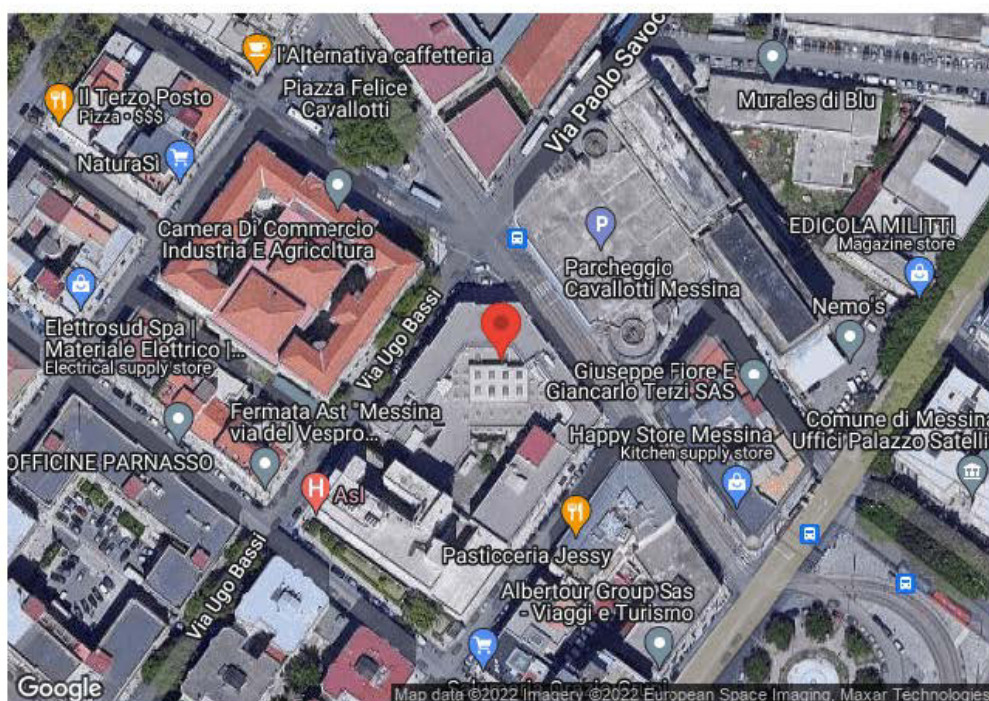 l'Alternativa caffetteria
Piazza Felice
Cavallotti
Via Paolo Savoc
Il Terzo Posto
Pizza • $$$
Murales di Blu
NaturaSì
Camera Di Commercio
Industria E Agricoltura
EDICOLA MILITTI
Magazine store
Parcheggio
Cavallotti Messina
Via Ugo Bassi
Nemo's
Elettrosud Spa |
Materiale Elettrico |...
Electrical supply store
Giuseppe Fiore E
Giancarlo Terzi SAS
Fermata Ast "Messina
via del Vespro...
Comune di Messina
Uffici Palazzo Satelli
Happy Store Messina
Kitchen supply store
OFFICINE PARNASSO
H
Asl
P
Pasticceria Jessy
Via Ugo Bassi
Albertour Group Sas
- Viaggi e Turismo
Google
Map data ©2022 Imagery ©2022 European Space Imaging, Maxar Technologies